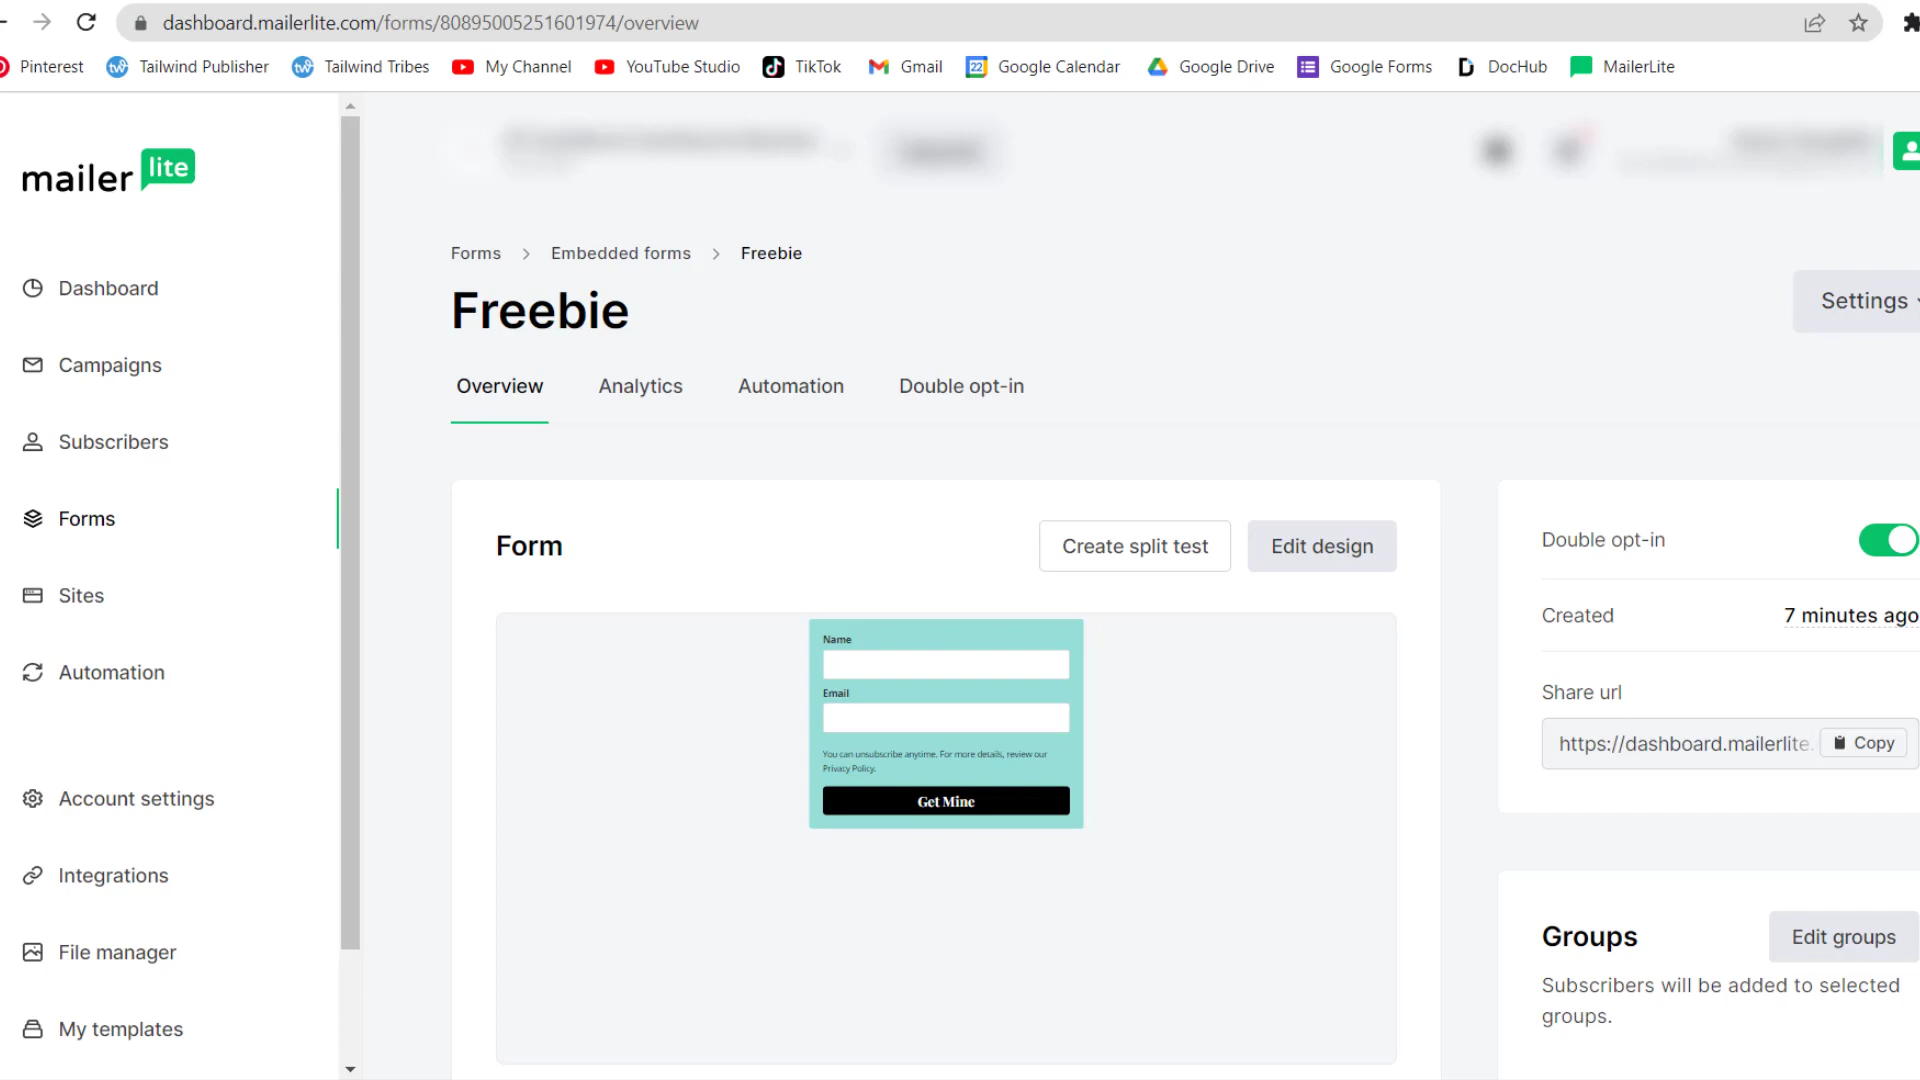 dashboard.mailerlite.com/forms/80895005251601974/overview
Pinterest Tailwind Publisher Tailwind Tribes My Channel YouTube Studio TikTok Gmail 22 Google Calendar Google Drive Google Forms DocHub MailerLite
mailer lite
Dashboard
Campaigns
Subscribers
Forms
Sites
Automation
Account settings
Integrations
File manager
My templates
Forms > Embedded forms > Freebie
Freebie
Settings
Overview Analytics Automation Double opt-in
Form
Create split test Edit design
Name
Email
You can unsubscribe anytime. For more details, review our
Privacy Policy.
Get Mine
Double opt-in
Created 7 minutes ago
Share url
https://dashboard.mailerlite. Copy
Groups
Edit groups
Subscribers will be added to selected
groups.